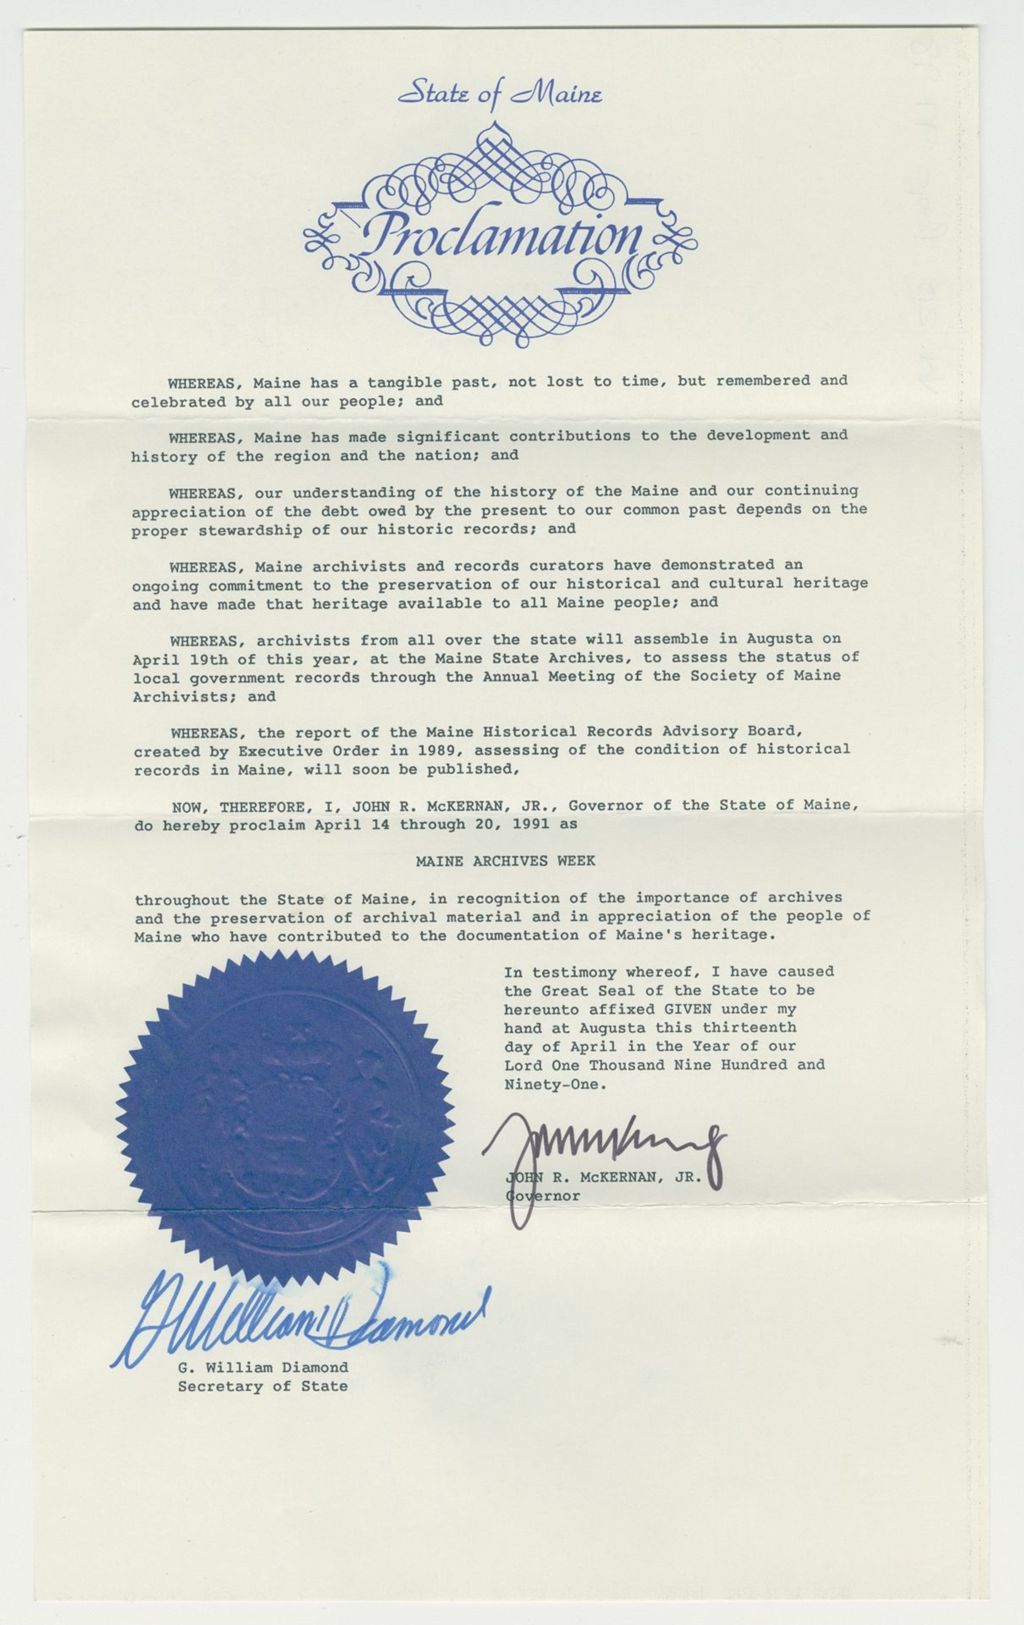 State of Maine
Proclamation
WHEREAS, Maine has a tangible past, not lost to time, but remembered and
celebrated by all our people; and
WHEREAS, Maine has made significant contributions to the development and
history of the region and the nation; and
WHEREAS, our understanding of the history of the Maine and our continuing
appreciation of the debt owed by the present to our common past depends on the
proper stewardship of our historic records; and
WHEREAS, Maine archivists and records curators have demonstrated an
ongoing commitment to the preservation of our historical and cultural heritage
and have made that heritage available to all Maine people; and
WHEREAS, archivists from all over the state will assemble in Augusta on
April 19th of this year, at the Maine State Archives, to assess the status of
local government records through the Annual Meeting of the Society of Maine
Archivists; and
WHEREAS, the report of the Maine Historical Records Advisory Board,
created by Executive Order in 1989, assessing of the condition of historical
records in Maine, will soon be published,
NOW, THEREFORE, I, JOHN R. McKERNAN, JR., Governor of the State of Maine,
do hereby proclaim April 14 through 20, 1991 as
MAINE ARCHIVES WEEK
throughout the State of Maine, in recognition of the importance of archives
and the preservation of archival material and in appreciation of the people of
Maine who have contributed to the documentation of Maine's heritage.
In testimony whereof, I have caused
the Great Seal of the State to be
hereunto affixed GIVEN under my
hand at Augusta this thirteenth
day of April in the Year of our
Lord One Thousand Nine Hundred and
Ninety-One.
JOHN R. McKERNAN, JR.
Governor
G William Diamond
G. William Diamond
Secretary of State